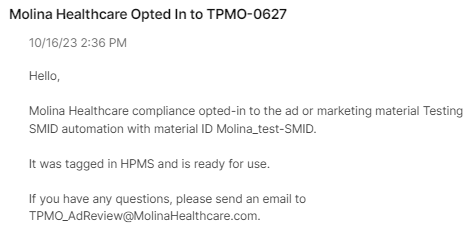 Molina Healthcare Opted In to TPMO-0627
10/16/23 2:36 PM
Hello,
Molina Healthcare compliance opted-in to the ad or marketing material Testing
SMID automation with material ID Molina_test-SMID.
It was tagged in HPMS and is ready for use.
If you have any questions, please send an email to
TPMO_AdReview@MolinaHealthcare.com.